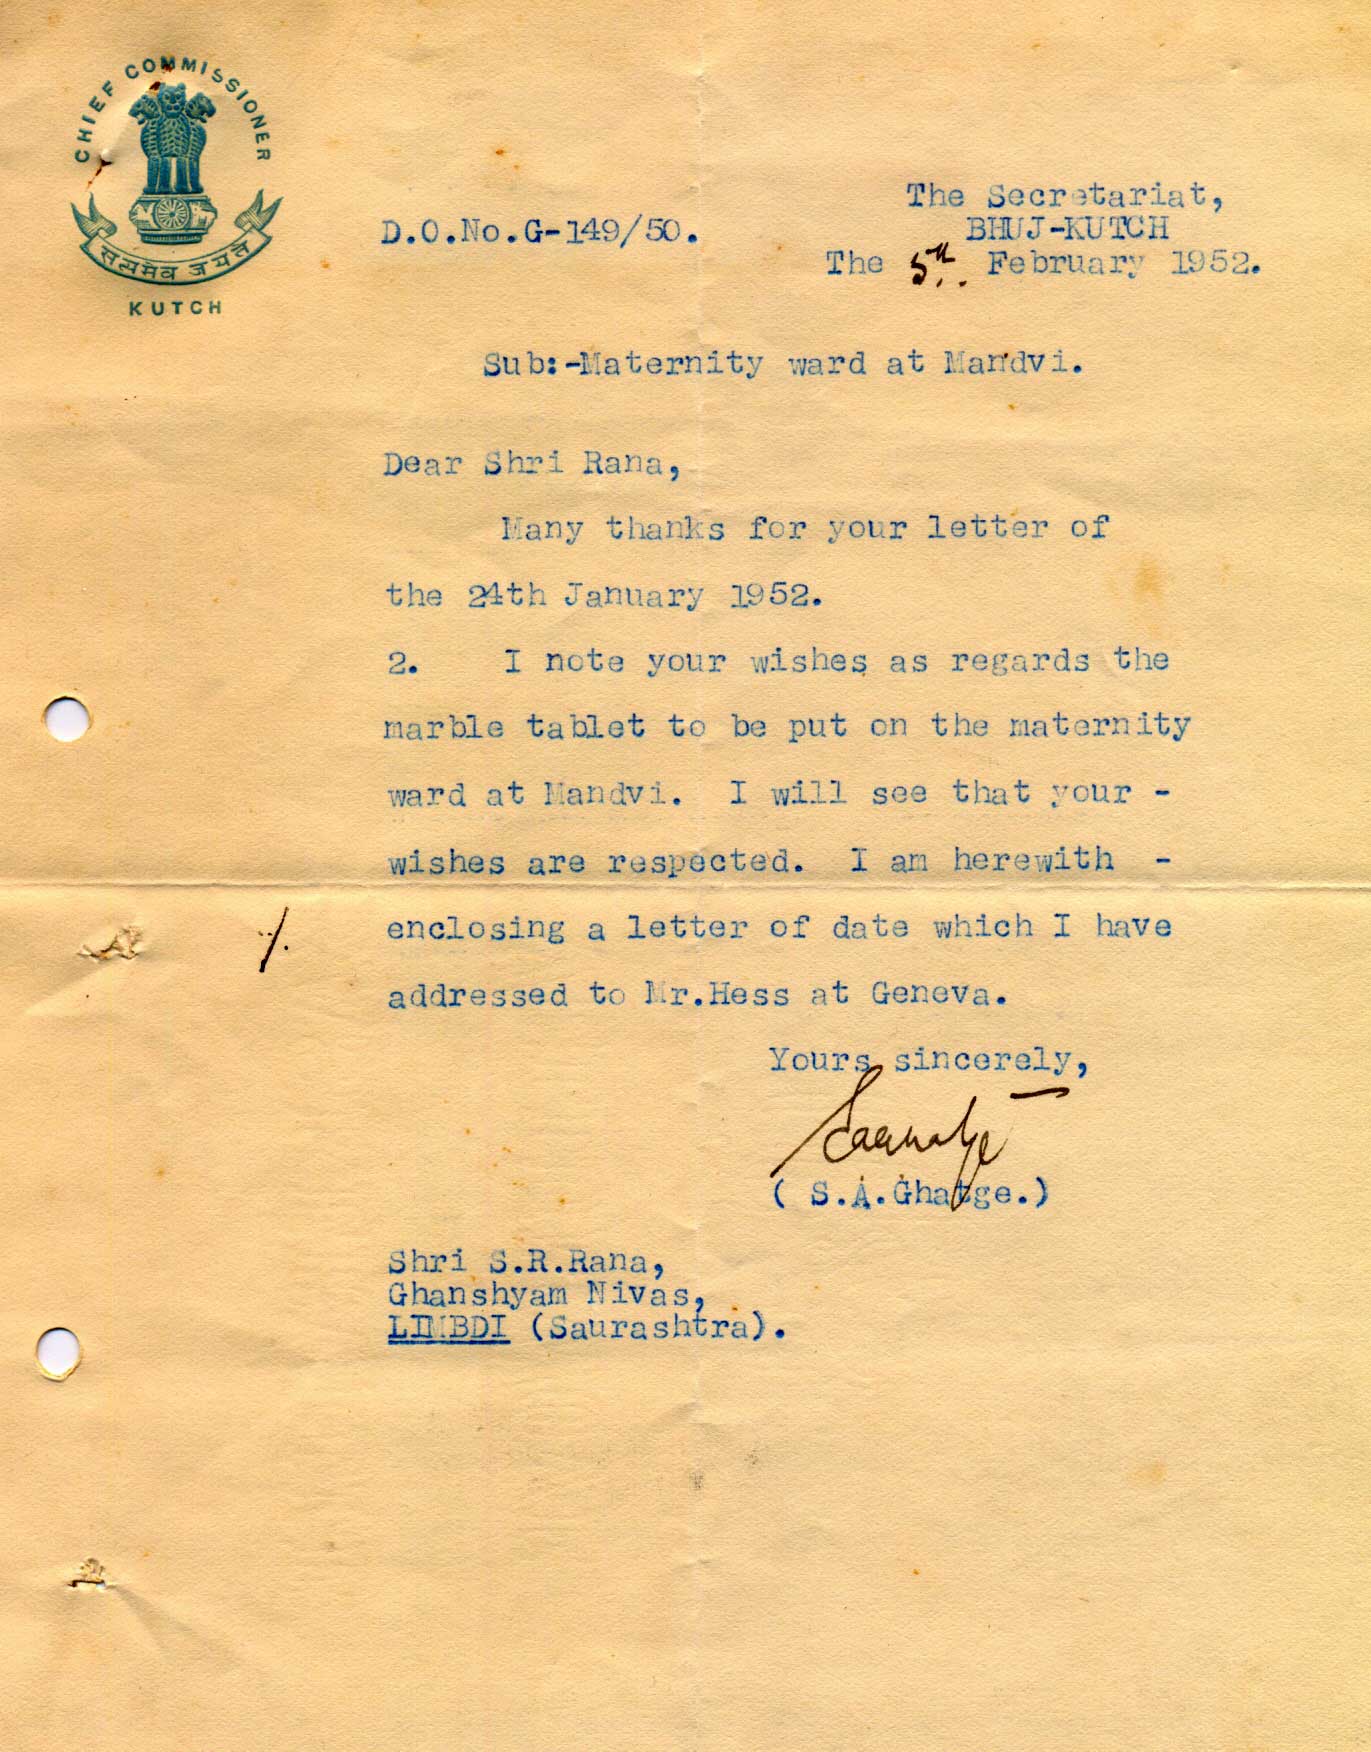 CHIEF COMMISSIONER
सत्यमेव जयते
KUTCH
The Secretariat,
BHUJ-KUTCH
D.O.No.G-149/50.
The 5th. February 1952.
Sub:-Maternity ward at Mandvi.
Dear Shri Rana,
Many thanks for your letter of
the 24th January 1952.
2. I note your wishes as regards the
marble tablet to be put on the maternity
ward at Mandvi. I will see that your -
wishes are respected. I am herewith -
enclosing a letter of date which I have
addressed to Mr.Hess at Geneva.
Yours sincerely,
( S.A.Ghatge.)
Shri S.R.Rana,
Ghanshyam Nivas,
LIMBDI (Saurashtra).